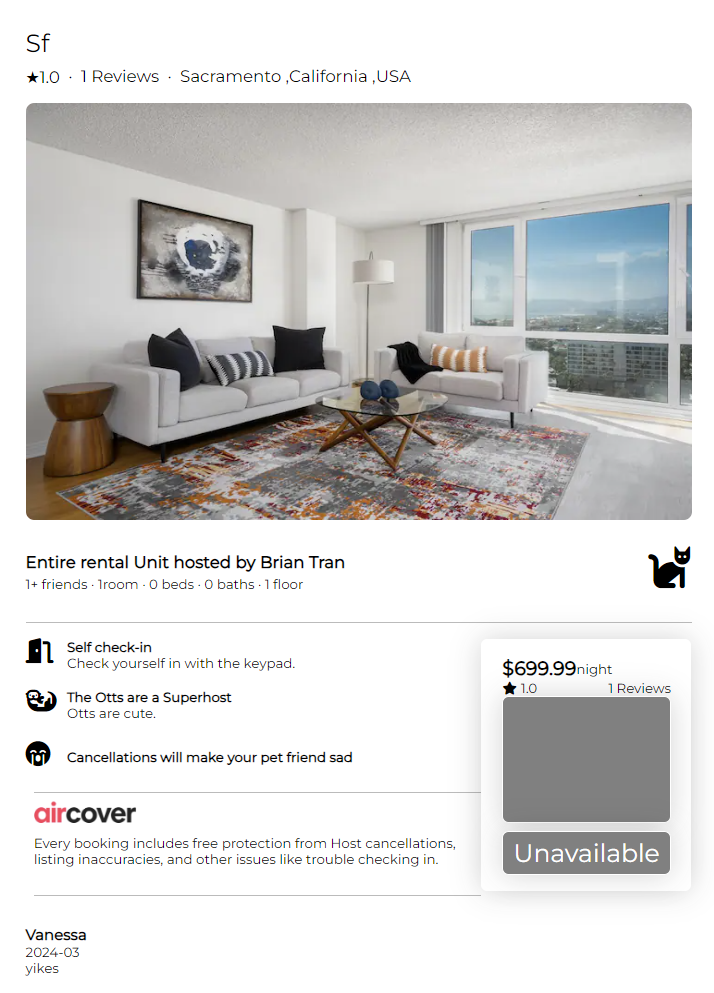 Sf
★1.0 · 1 Reviews · Sacramento ,California ,USA
Entire rental Unit hosted by Brian Tran
1+ friends · 1room · 0 beds · 0 baths · 1 floor
Self check-in
Check yourself in with the keypad.
The Otts are a Superhost
Otts are cute.
Cancellations will make your pet friend sad
$699.99night
★ 1.0 1 Reviews
Unavailable
aircover
Every booking includes free protection from Host cancellations,
listing inaccuracies, and other issues like trouble checking in.
Vanessa
2024-03
yikes